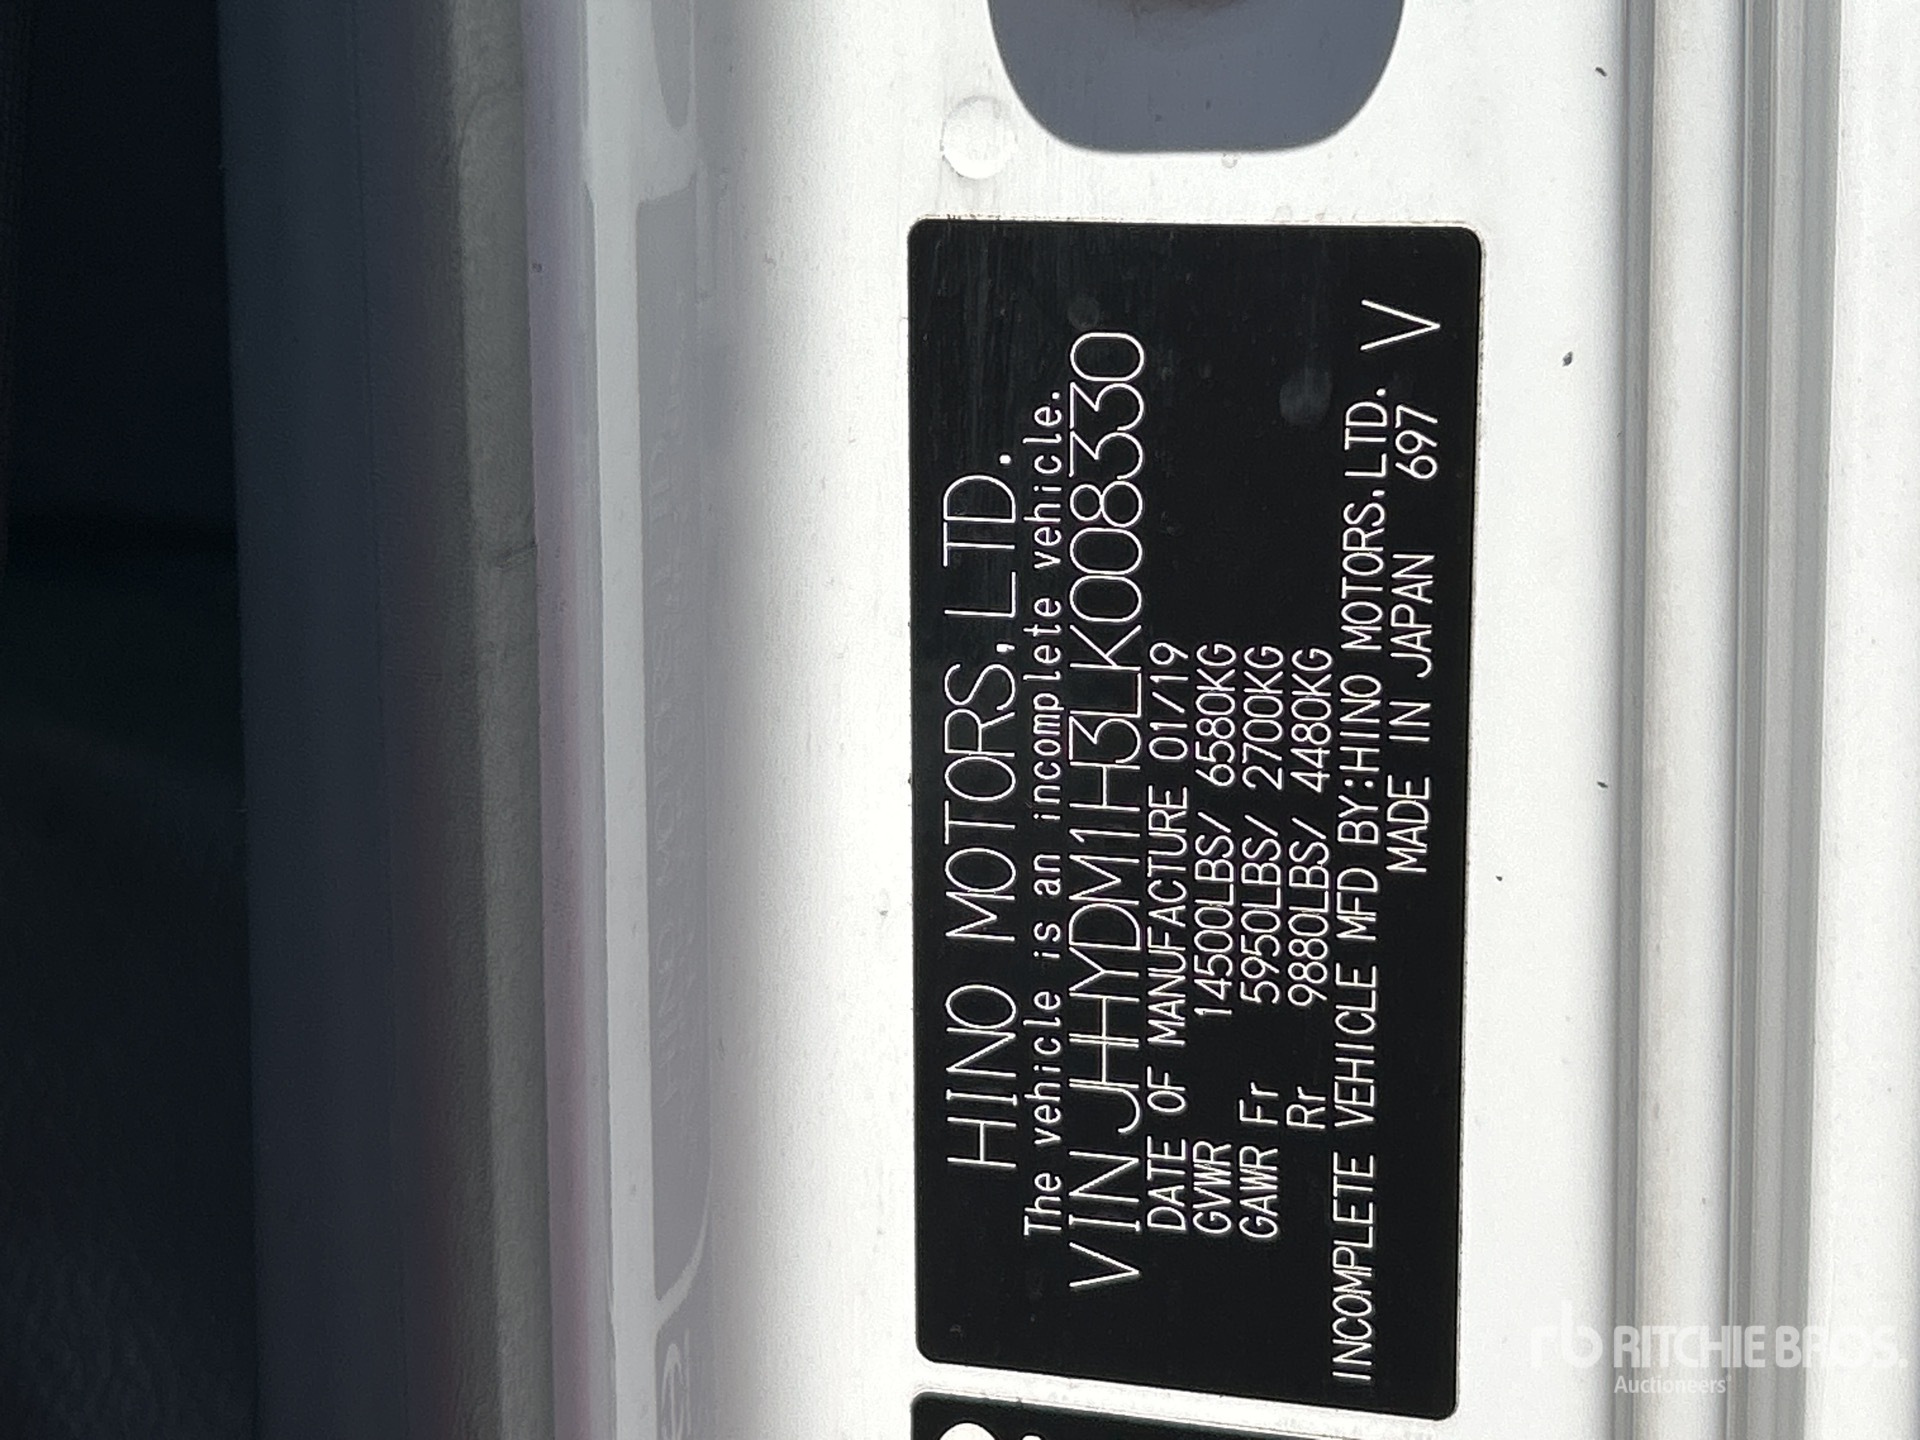 HINO MOTORS,LTD.
The vehicle is an incomplete vehicle.
VIN JHHYDM1H3LK008330
DATE OF MANUFACTURE 01/19
GVWR 14500LBS/ 6580KG
GAWR Fr 5950LBS/ 2700KG
Rr 9880LBS/ 4480KG
INCOMPLETE VEHICLE MFD BY:HINO MOTORS.LTD. V
MADE IN JAPAN 697
rb RITCHIE BROS.
Auctioneers